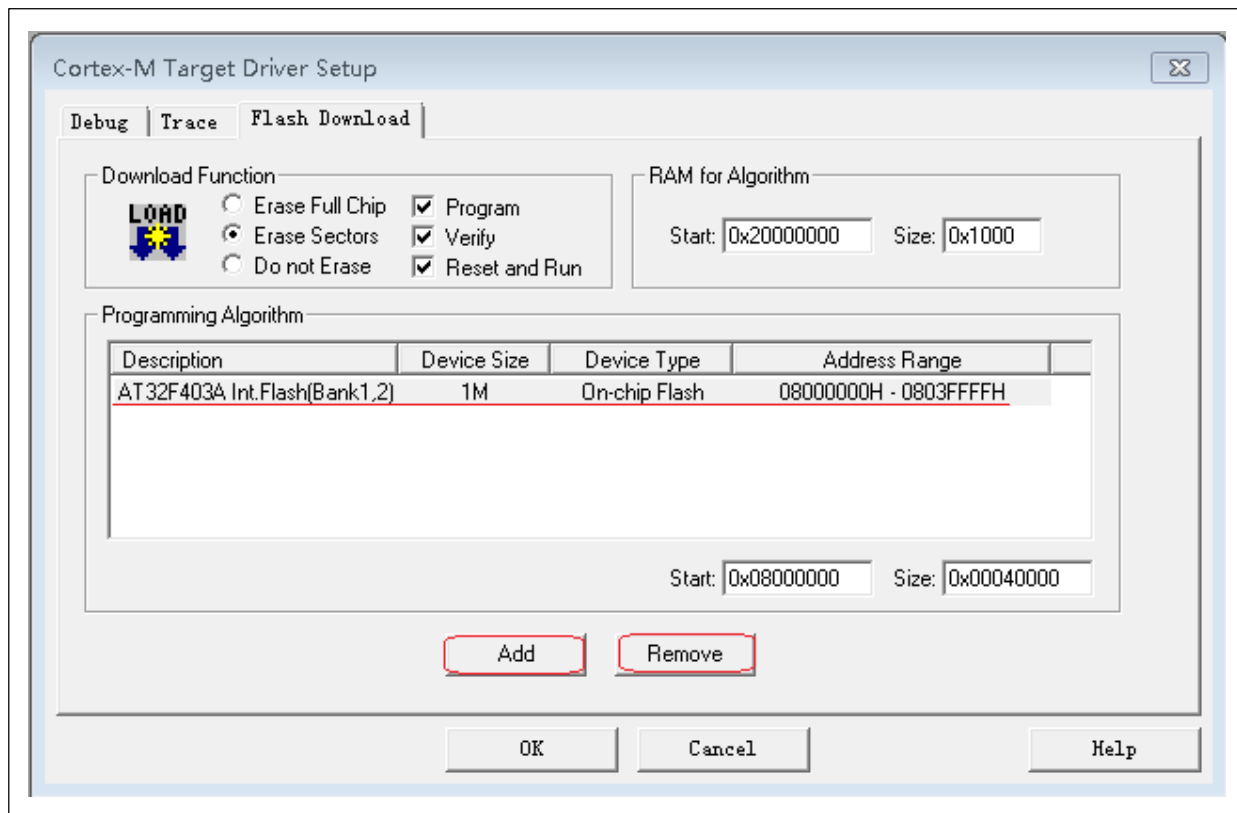 Cortex-M Target Driver Setup
Debug Trace Flash Download
Download Function
LOAD
Erase Full Chip
Erase Sectors
Do not Erase
Program
Verify
Reset and Run
RAM for Algorithm
Start: 0x20000000 Size: 0x1000
Programming Algorithm
Description Device Size Device Type Address Range
AT32F403A Int.Flash(Bank1,2) 1M On-chip Flash 08000000H - 0803FFFFH
Start: 0x08000000 Size: 0x00040000
Add Remove
OK Cancel Help